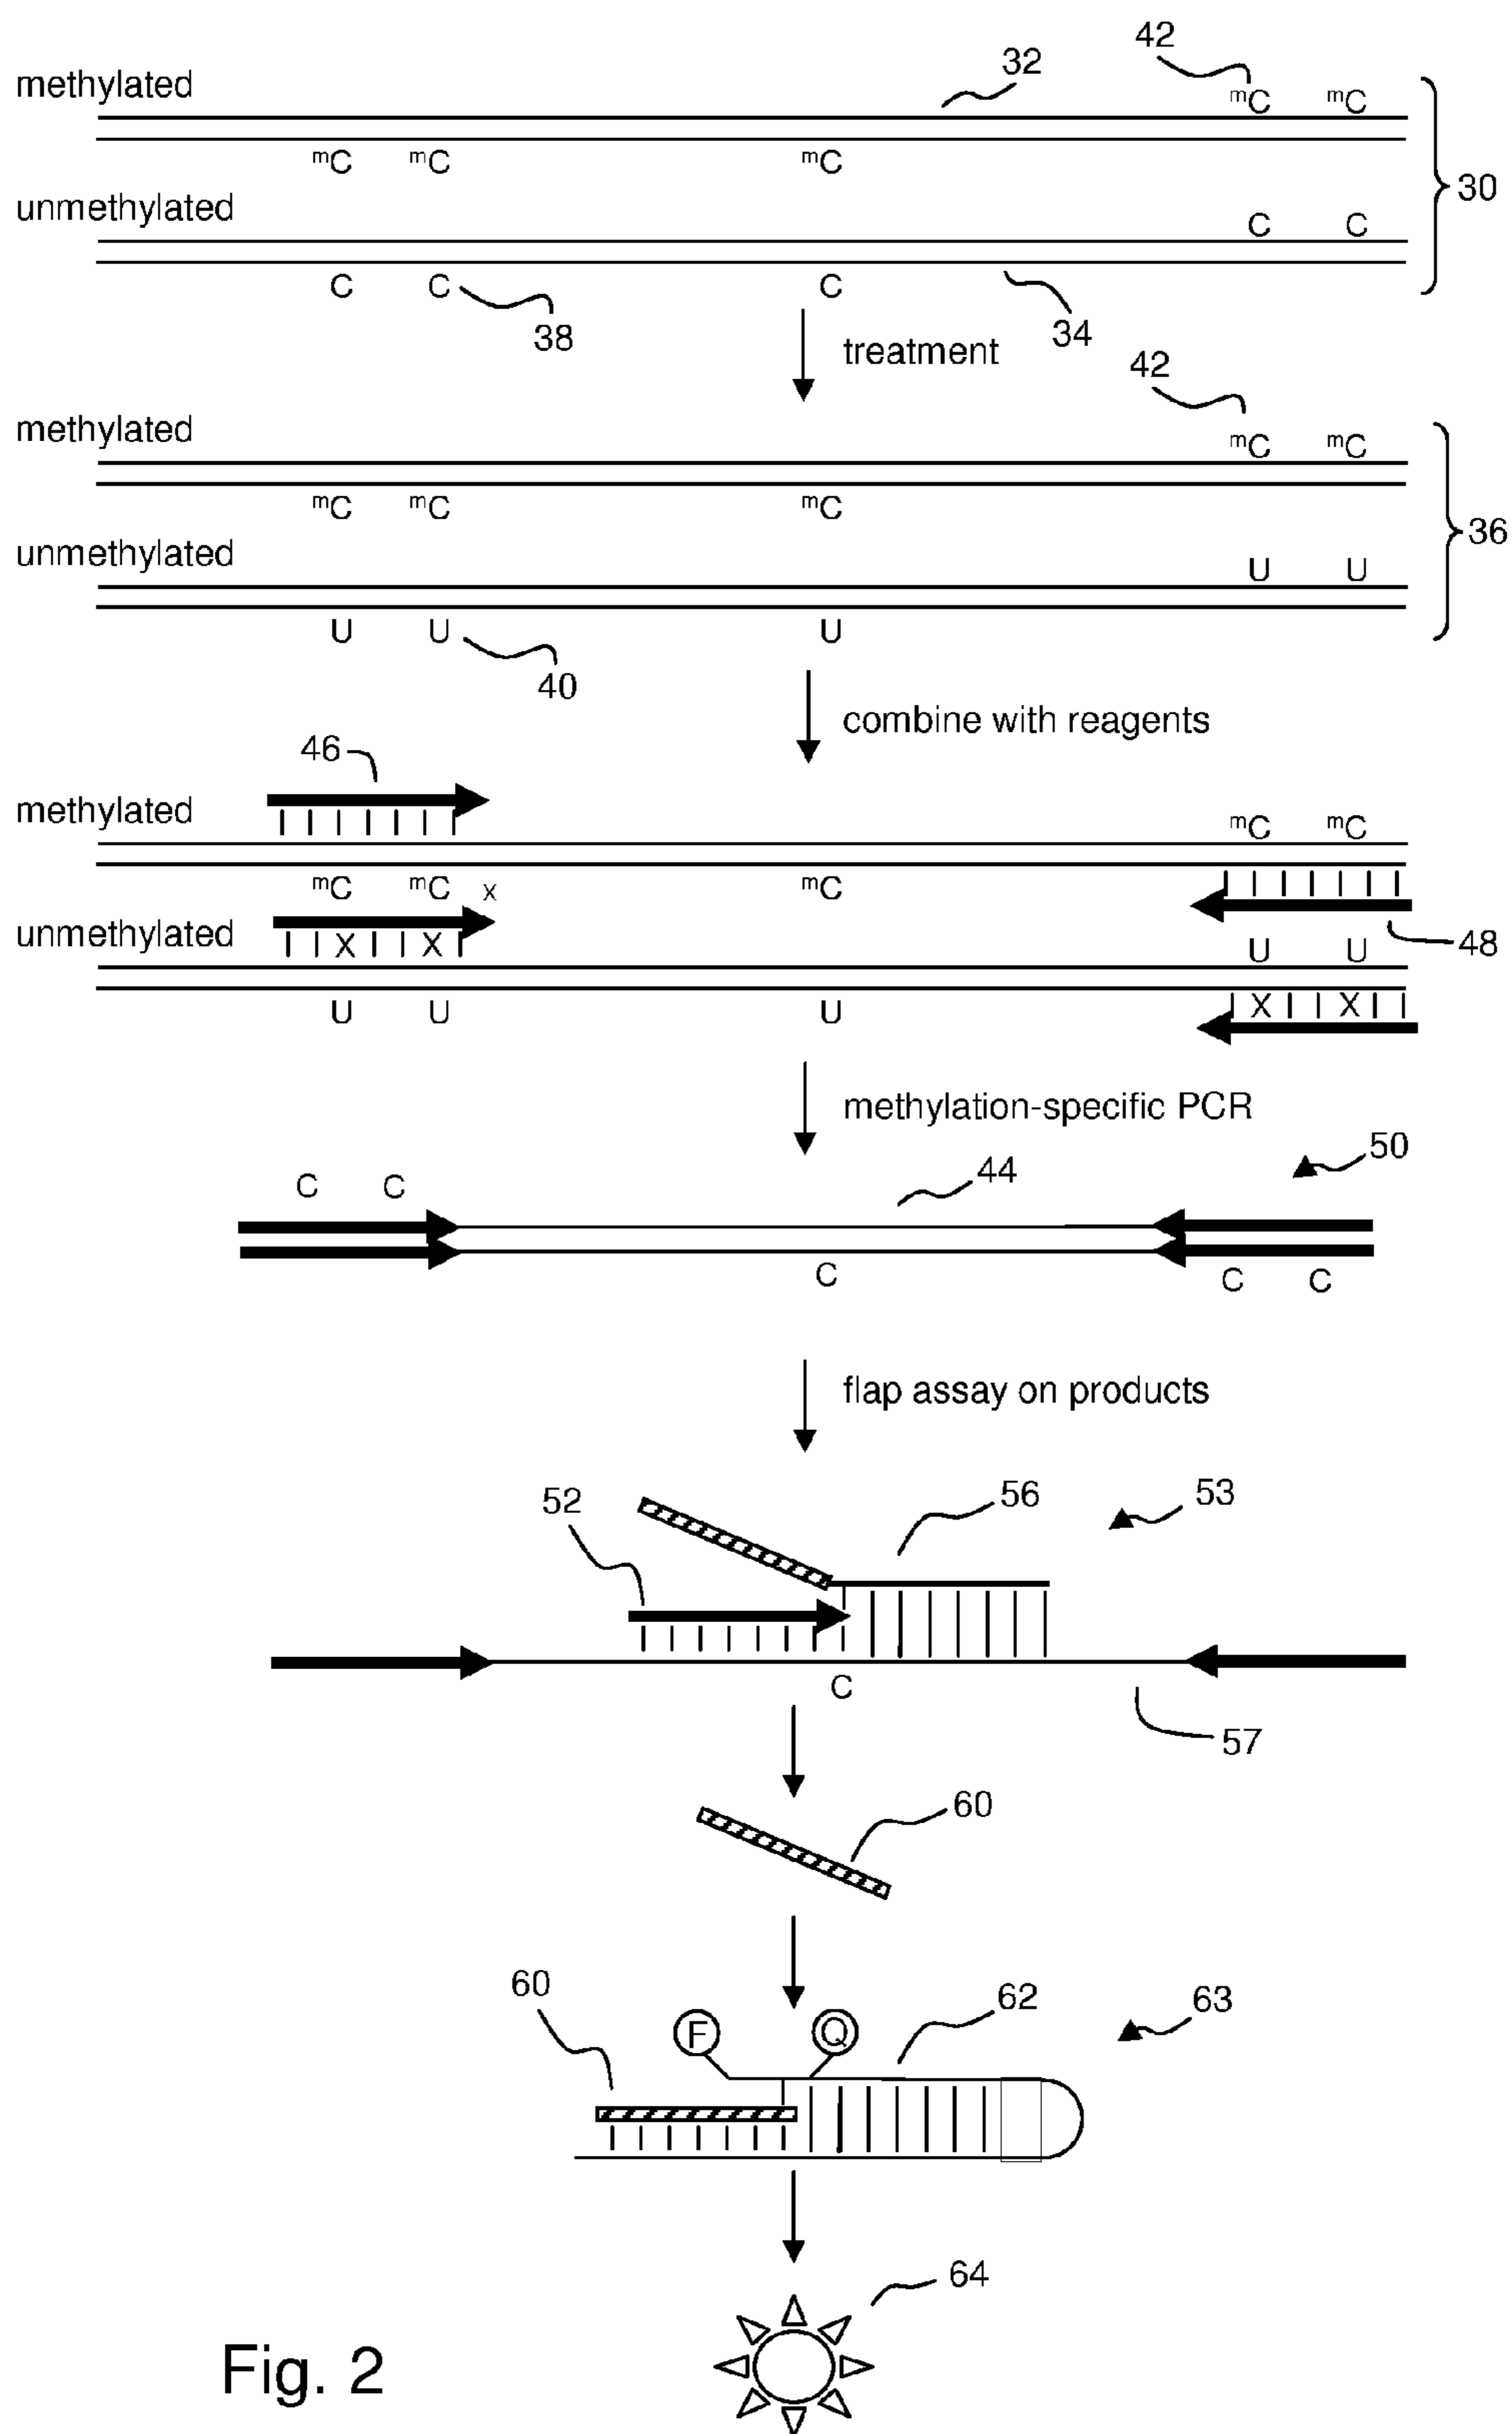 42
32
methylated
mC mC
mC mC mC
30
unmethylated
C C
C C C
38
34
treatment
42
methylated
mC mC
mC mC mC
36
unmethylated
U U
U U U
40
combine with reagents
46
methylated
mC mC
mC mC x mC
unmethylated
X X
48
U U
U U U
X X
methylation-specific PCR
50
C C
44
C
C C
flap assay on products
52
56
53
C
57
60
60
F Q
62
63
64
Fig. 2